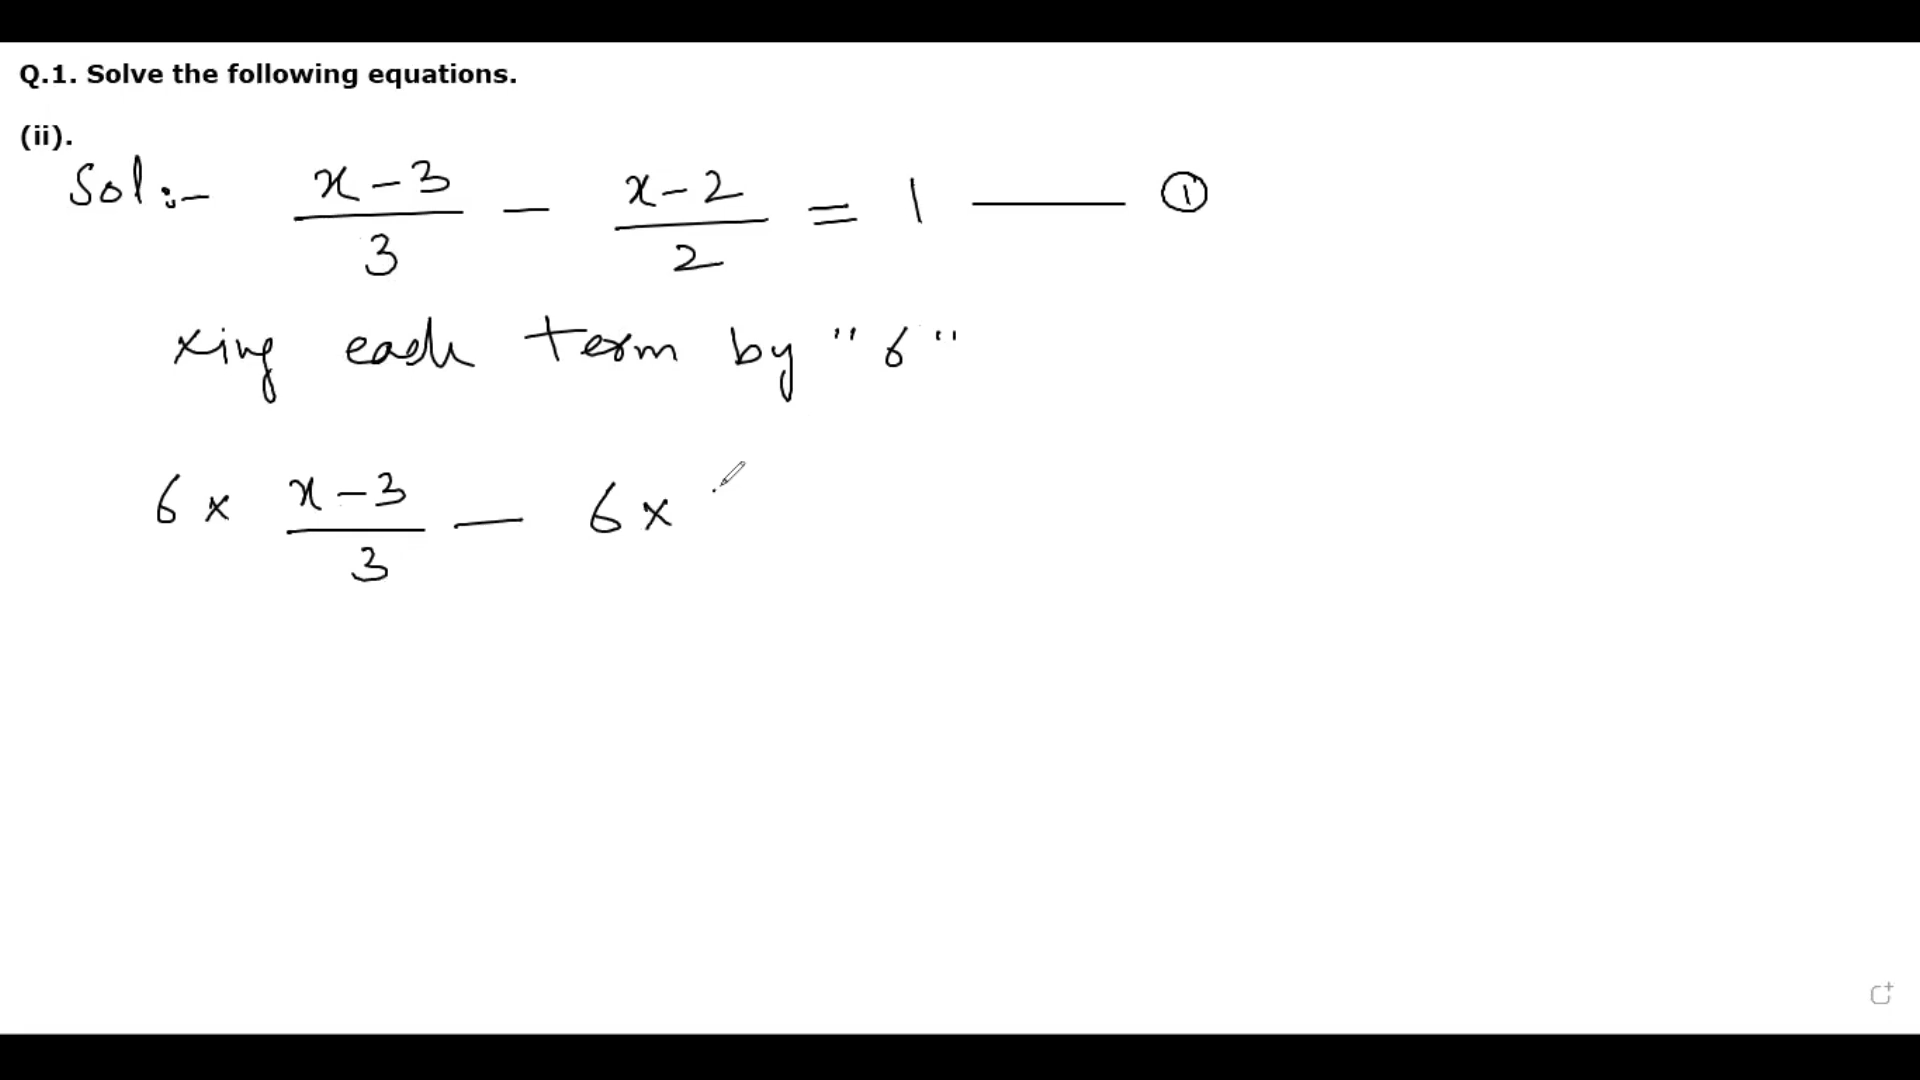 Q.1. Solve the following equations.
(ii).
Sol:- x-3/3 - x-2/2 = 1 —— ①
xing each term by "6"
6 × x-3/3 — 6 ×